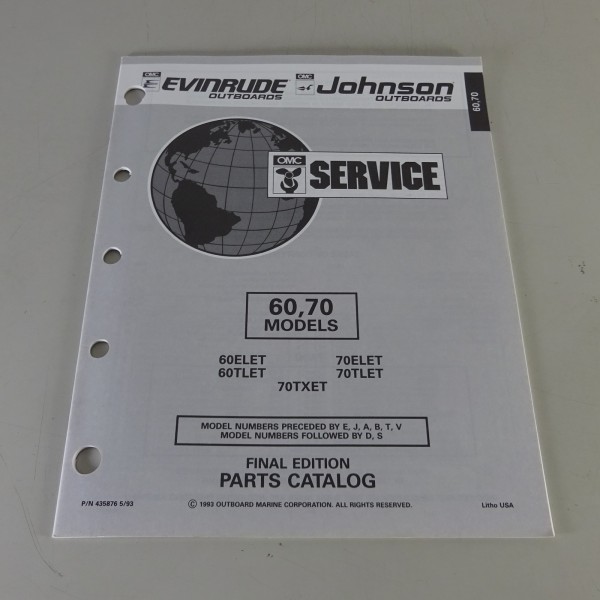 OMC EVINRUDE OUTBOARDS OMC Johnson OUTBOARDS
60,70
OMC SERVICE
60,70
MODELS
60ELET 70ELET
60TLET 70TLET
70TXET
MODEL NUMBERS PRECEDED BY E, J, A, B, T, V
MODEL NUMBERS FOLLOWED BY D, S
FINAL EDITION
PARTS CATALOG
P/N 435876 5/93 © 1993 OUTBOARD MARINE CORPORATION. ALL RIGHTS RESERVED. Litho USA